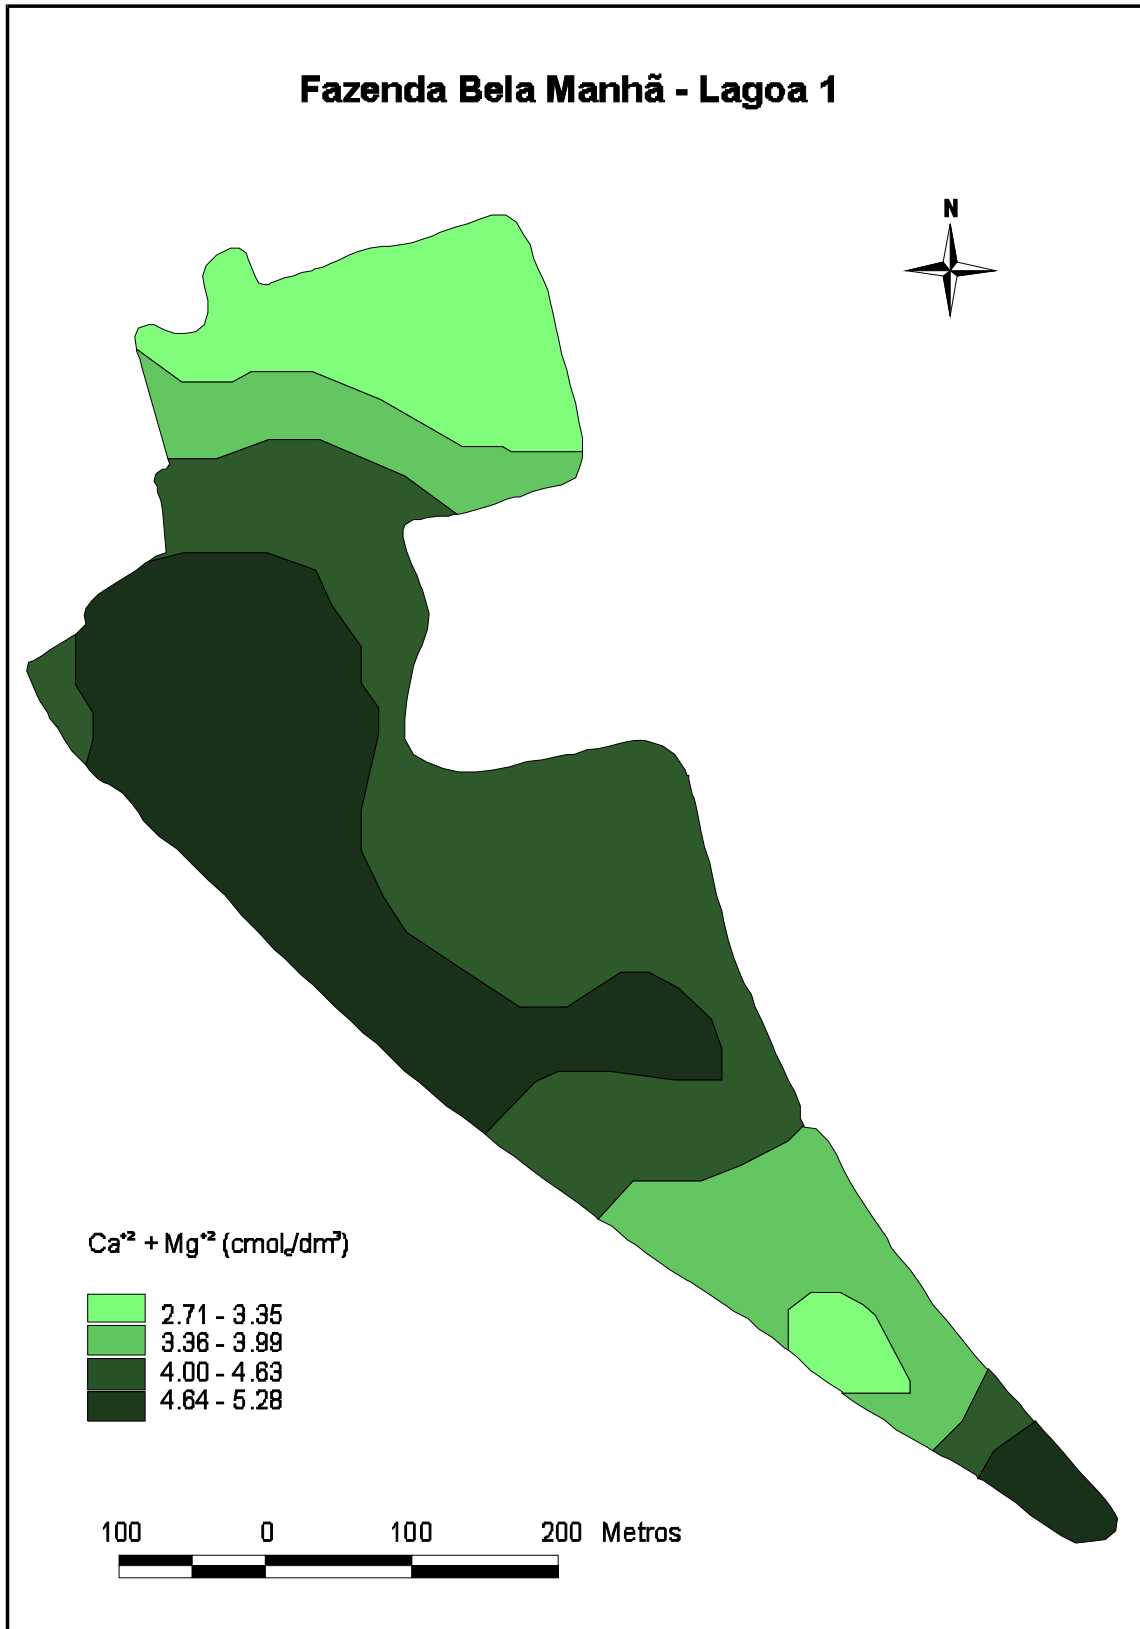 Fazenda Bela Manhã - Lagoa 1
N
Ca⁺² + Mg⁺² (cmol꜀/dm³)
2.71 - 3.35
3.36 - 3.99
4.00 - 4.63
4.64 - 5.28
100 0 100 200 Metros